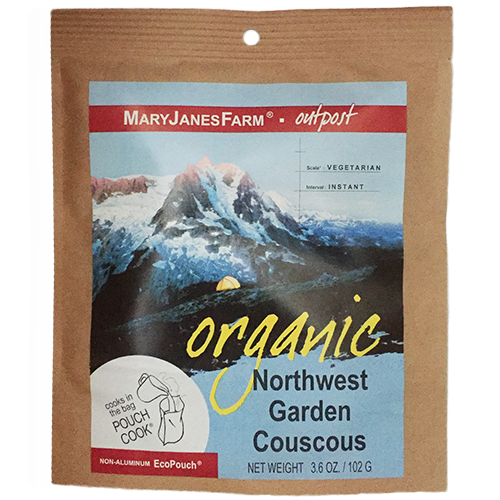 MARYJANESFARM® • outpost
Scale¹: VEGETARIAN
Interval: INSTANT
organic
Northwest
Garden
Couscous
NET WEIGHT 3.6 OZ. / 102 G
cooks in
the bag
POUCH
COOK®
NON-ALUMINUM EcoPouch®